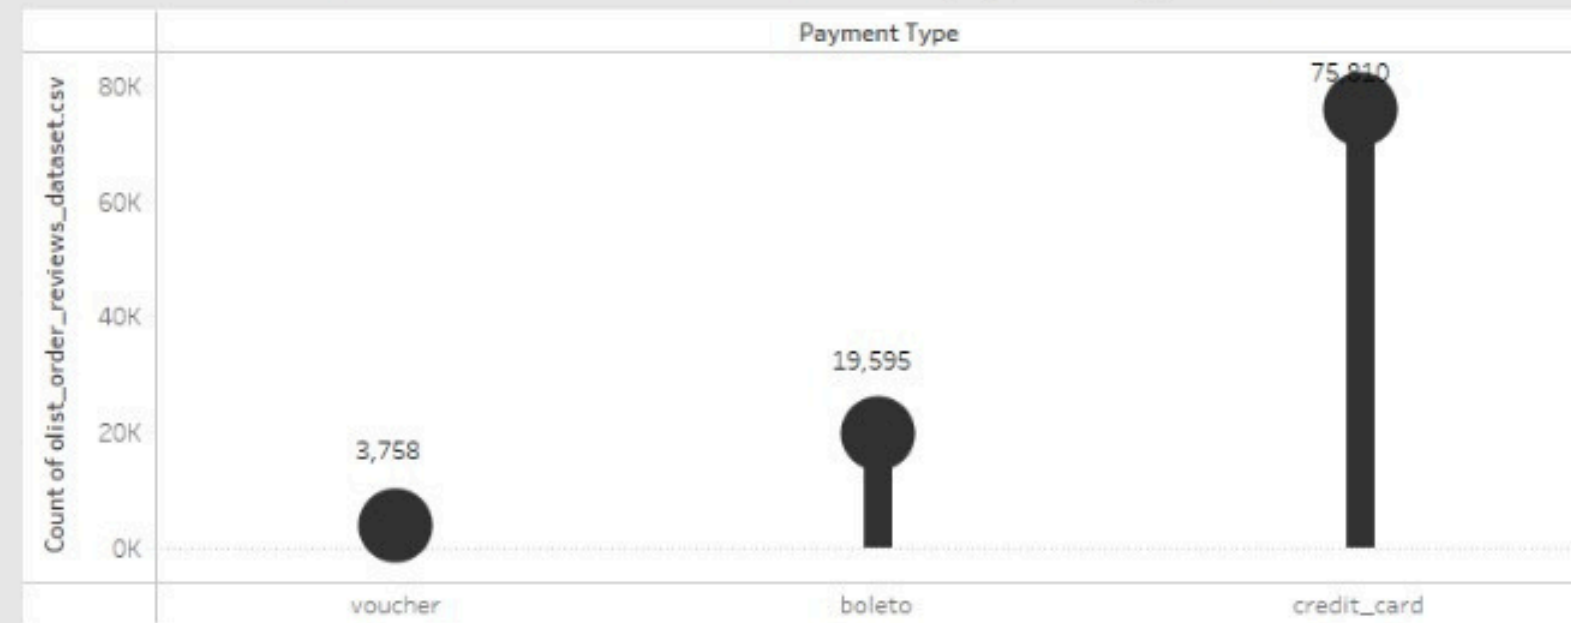 Payment Type
Count of olist_order_reviews_dataset.csv
80K
60K
40K
20K
0K
3,758
19,595
75,810
voucher
boleto
credit_card